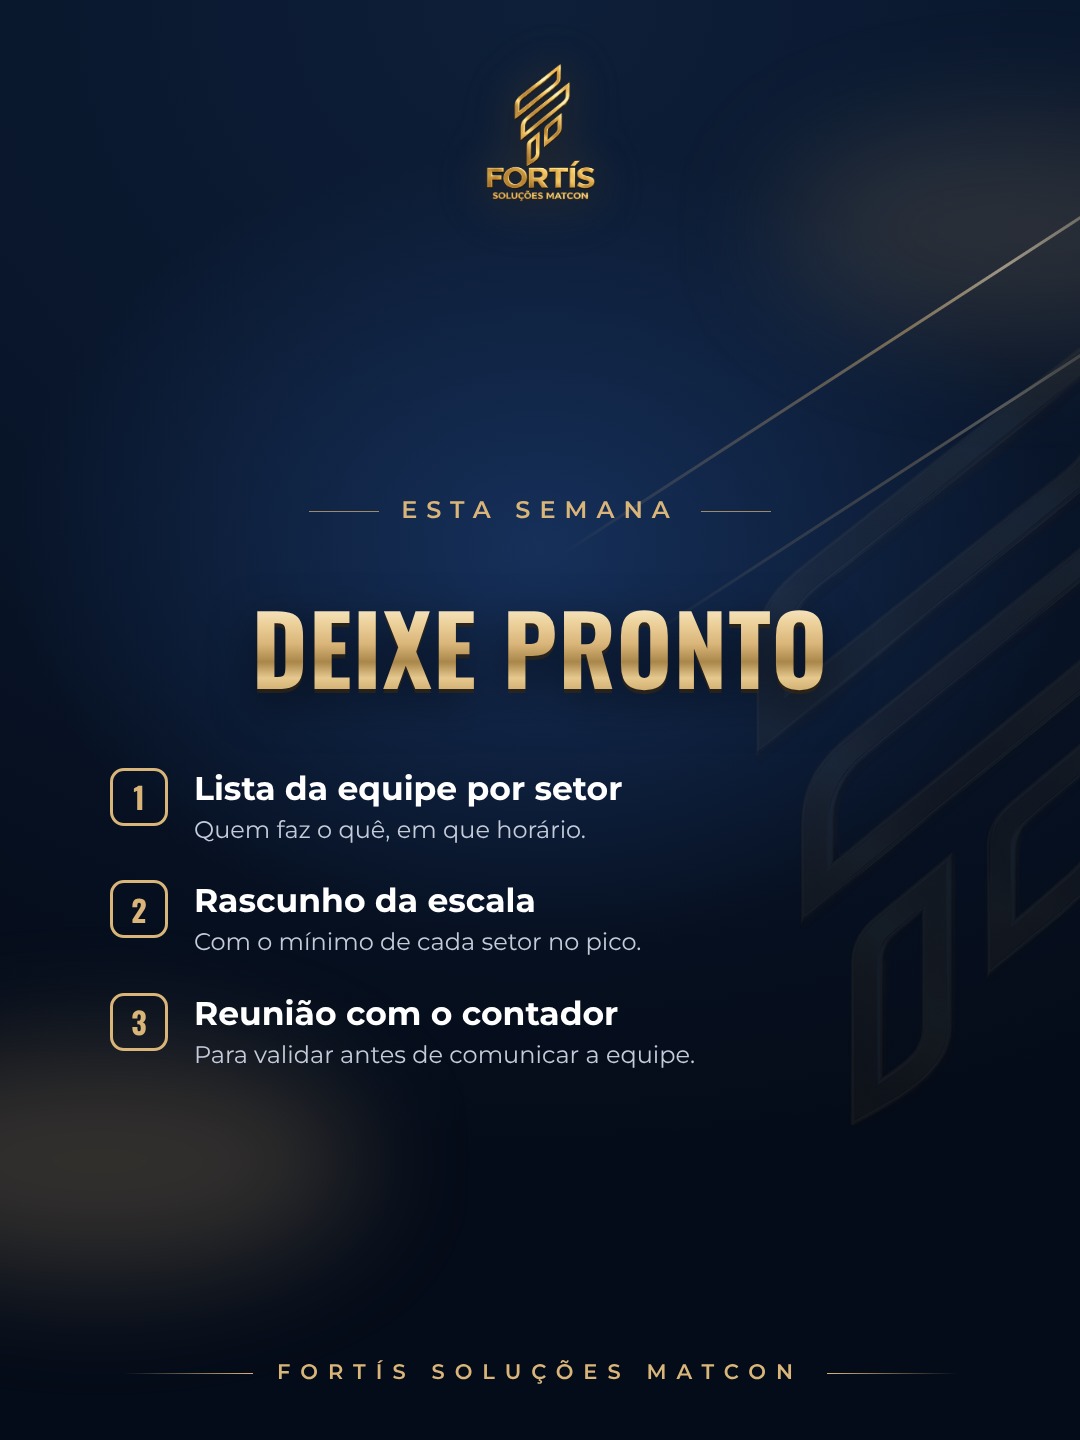 FORTÍS
SOLUÇÕES MATCON
ESTA SEMANA
DEIXE PRONTO
1
Lista da equipe por setor
Quem faz o quê, em que horário.
2
Rascunho da escala
Com o mínimo de cada setor no pico.
3
Reunião com o contador
Para validar antes de comunicar a equipe.
FORTÍS SOLUÇÕES MATCON